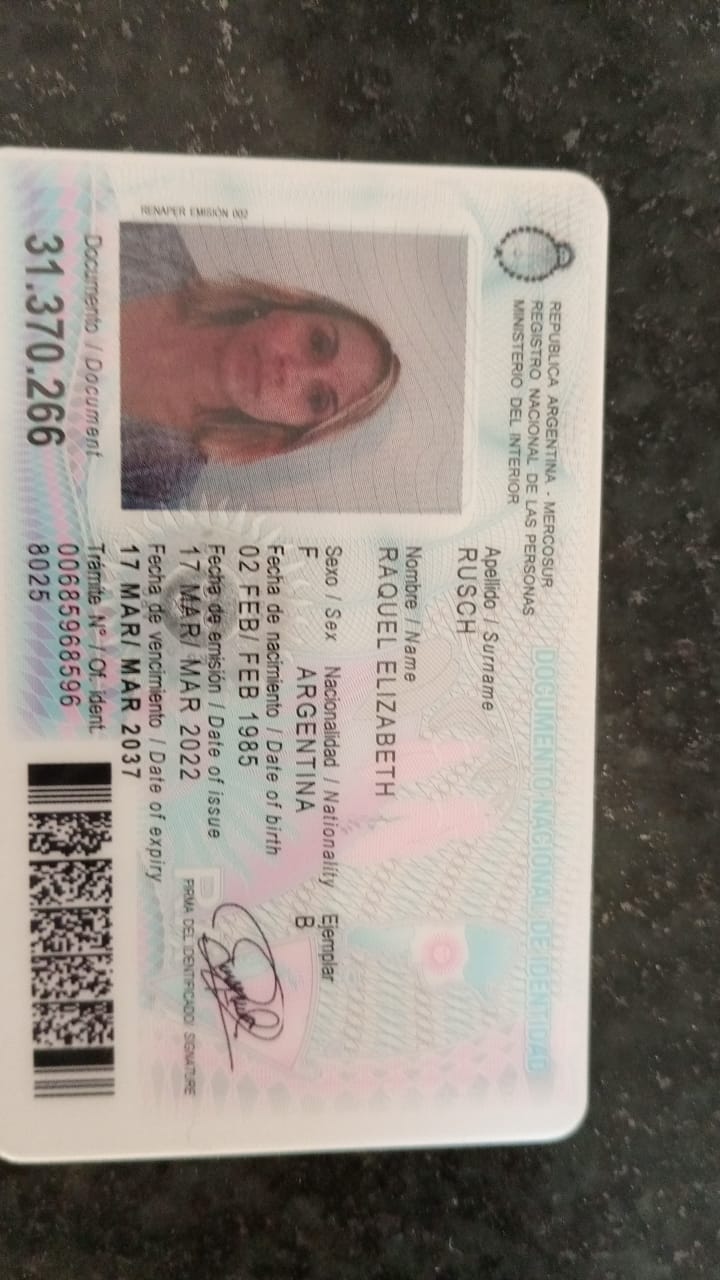 REPUBLICA ARGENTINA - MERCOSUR
REGISTRO NACIONAL DE LAS PERSONAS
MINISTERIO DEL INTERIOR
DOCUMENTO NACIONAL DE IDENTIDAD
RENAPER EMISIÓN 002
Apellido / Surname
RUSCH
Nombre / Name
RAQUEL ELIZABETH
Sexo / Sex Nacionalidad / Nationality Ejemplar
F ARGENTINA B
Fecha de nacimiento / Date of birth
02 FEB/ FEB 1985
Fecha de emisión / Date of issue
17 MAR/ MAR 2022
Fecha de vencimiento / Date of expiry
17 MAR/ MAR 2037
FIRMA DEL IDENTIFICADO/ SIGNATURE
Documento / Document
31.370.266
Trámite N° / Of. ident.
00685968596
8025